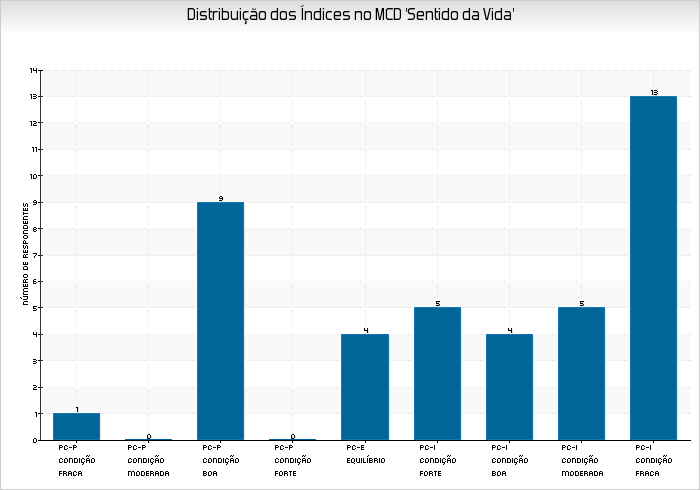 Distribuição dos Índices no MCD 'Sentido da Vida'
NÚMERO DE RESPONDENTES
14
13
12
11
10
9
8
7
6
5
4
3
2
1
0
1
0
9
0
4
5
4
5
13
PC-P CONDIÇÃO FRACA
PC-P CONDIÇÃO MODERADA
PC-P CONDIÇÃO BOA
PC-P CONDIÇÃO FORTE
PC-E EQUILÍBRIO
PC-I CONDIÇÃO FORTE
PC-I CONDIÇÃO BOA
PC-I CONDIÇÃO MODERADA
PC-I CONDIÇÃO FRACA